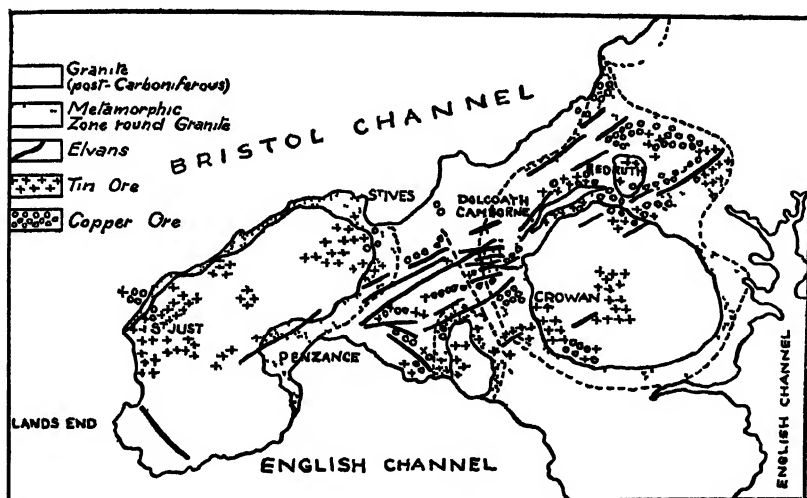 Granite
(post-Carboniferous)
Metamorphic
Zone round Granite
Elvans
Tin Ore
Copper Ore
BRISTOL CHANNEL
ST IVES
DOLCOATH
CAMBORNE
REDRUTH
CROWAN
ST JUST
PENZANCE
LANDS END
ENGLISH CHANNEL
ENGLISH CHANNEL